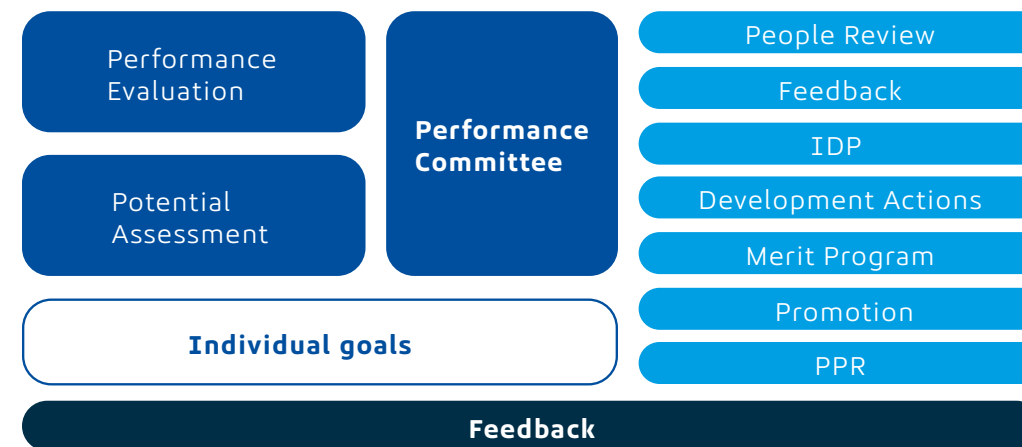 Performance
Evaluation
Potential
Assessment
Performance
Committee
Individual goals
People Review
Feedback
IDP
Development Actions
Merit Program
Promotion
PPR
Feedback